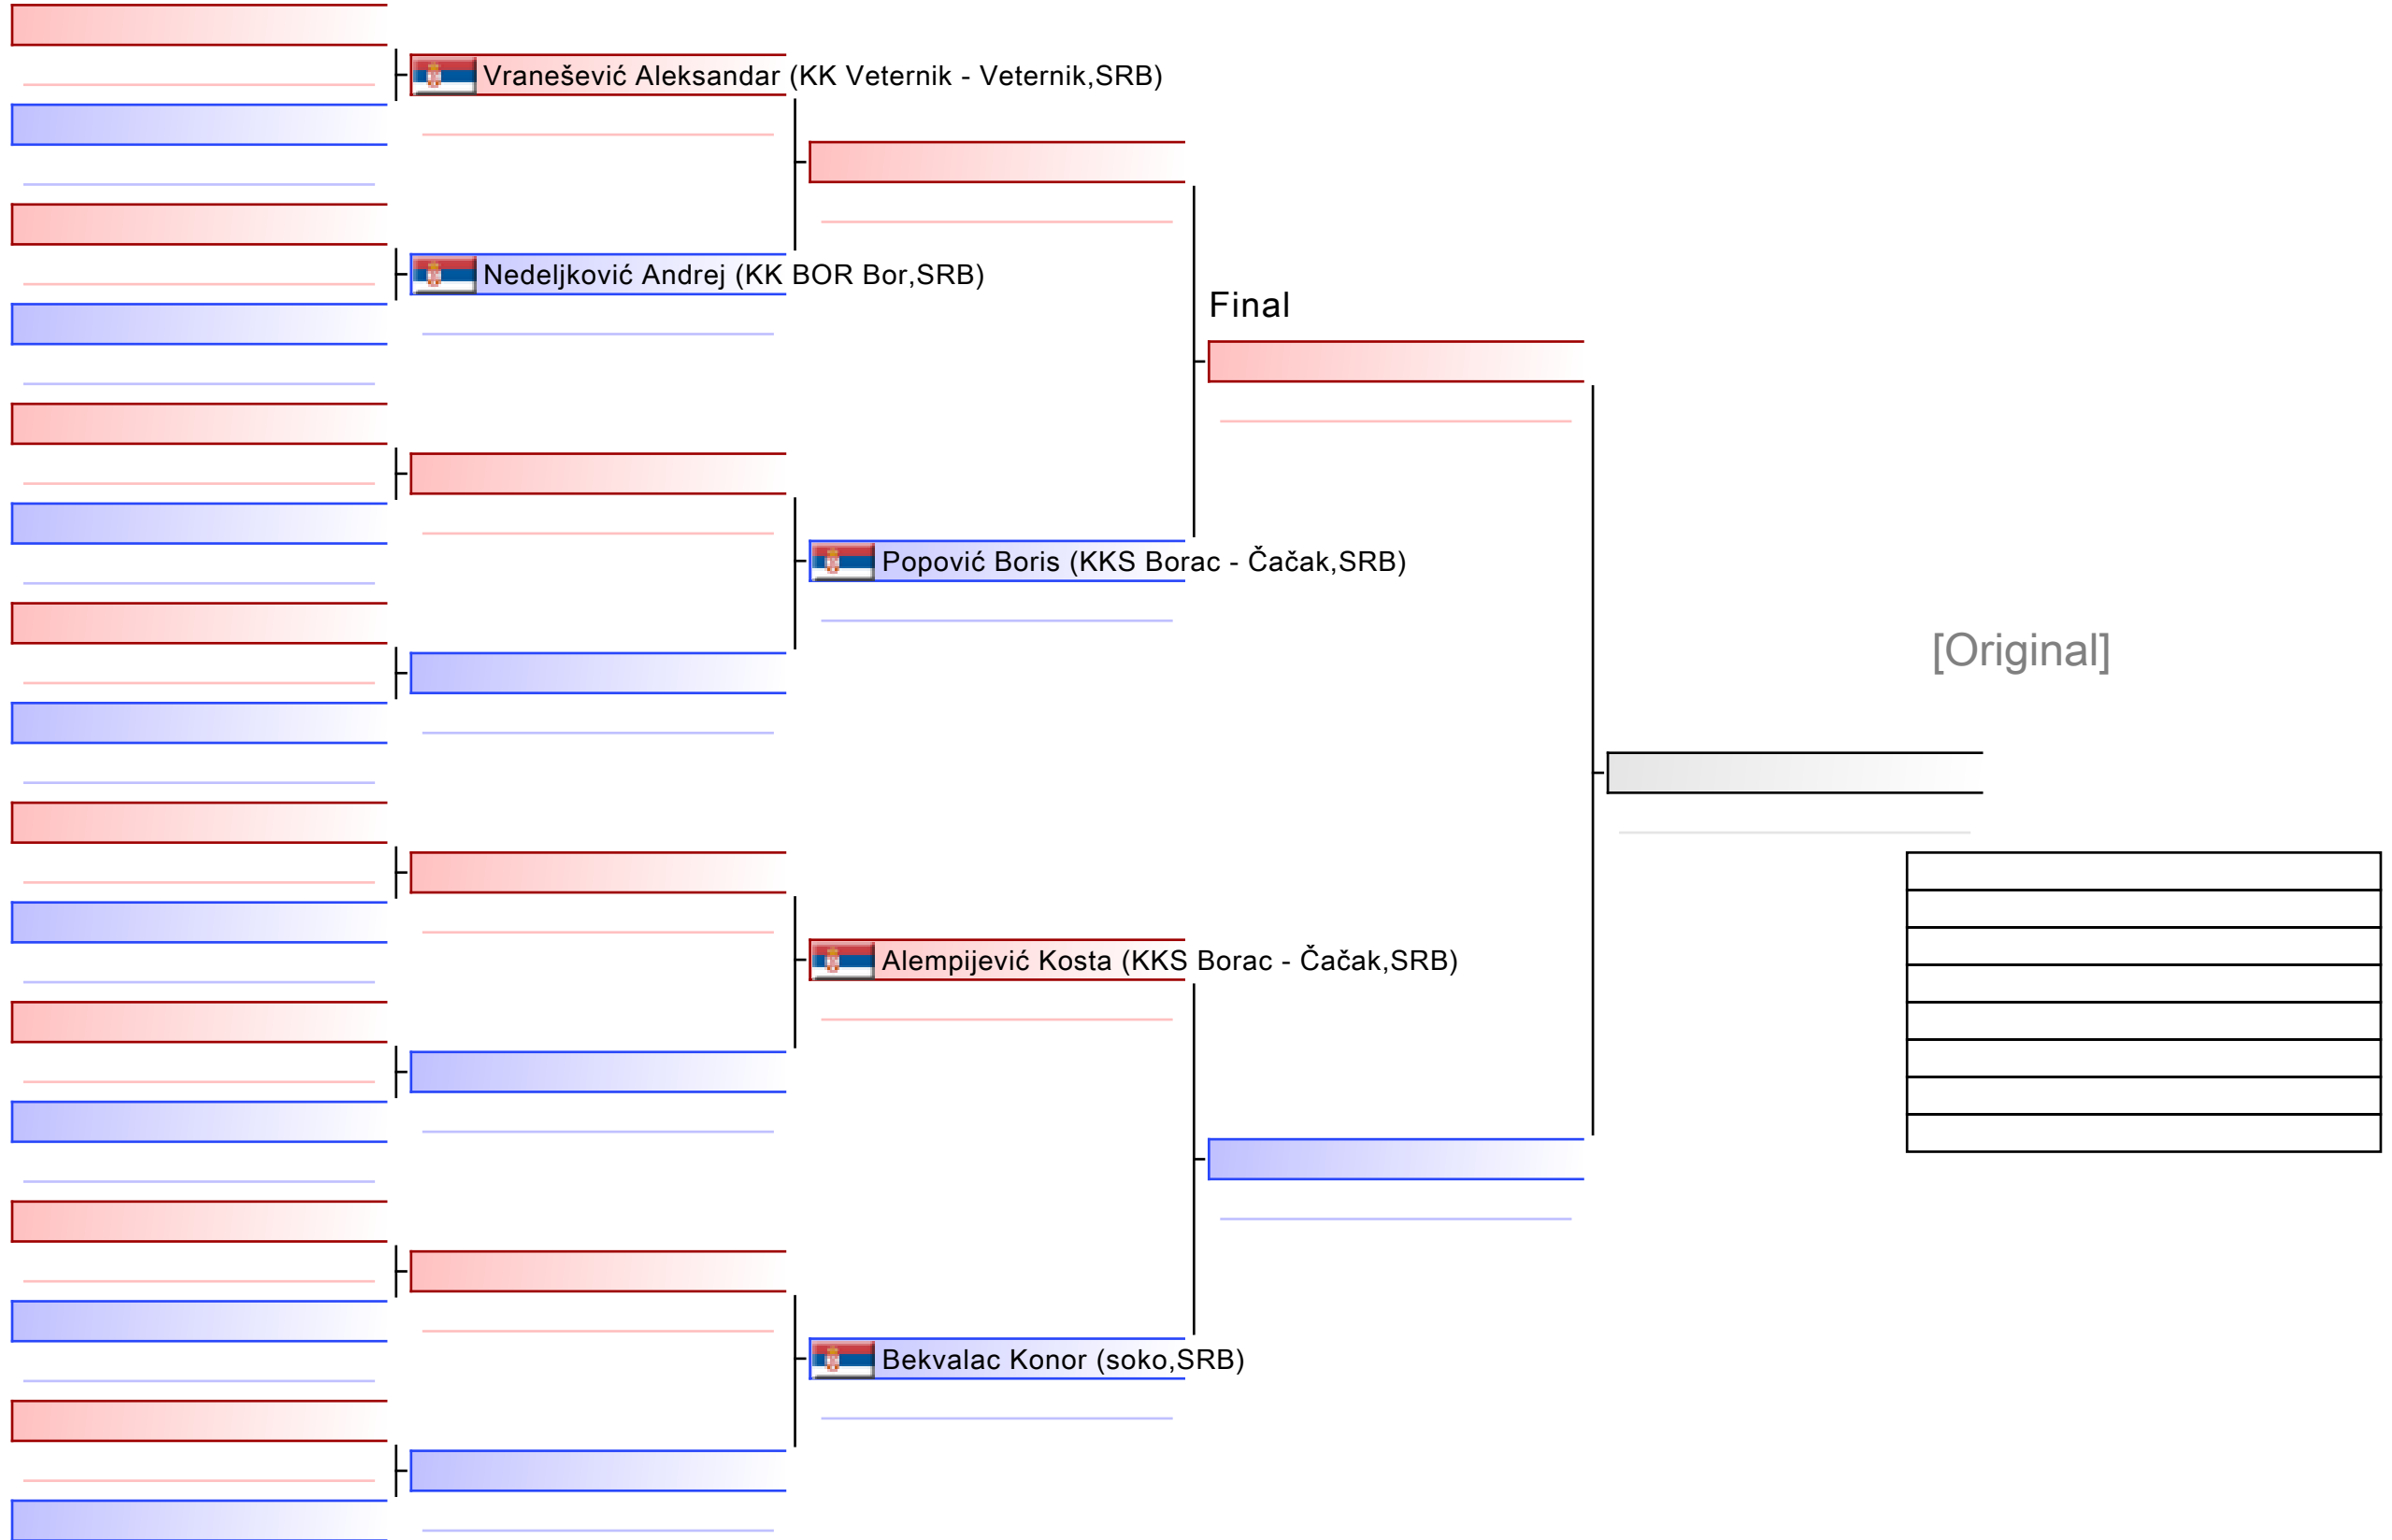 Vranešević Aleksandar (KK Veternik - Veternik,SRB)
Nedeljković Andrej (KK BOR Bor,SRB)
Final
Popović Boris (KKS Borac - Čačak,SRB)
[Original]
Alempijević Kosta (KKS Borac - Čačak,SRB)
Bekvalac Konor (soko,SRB)